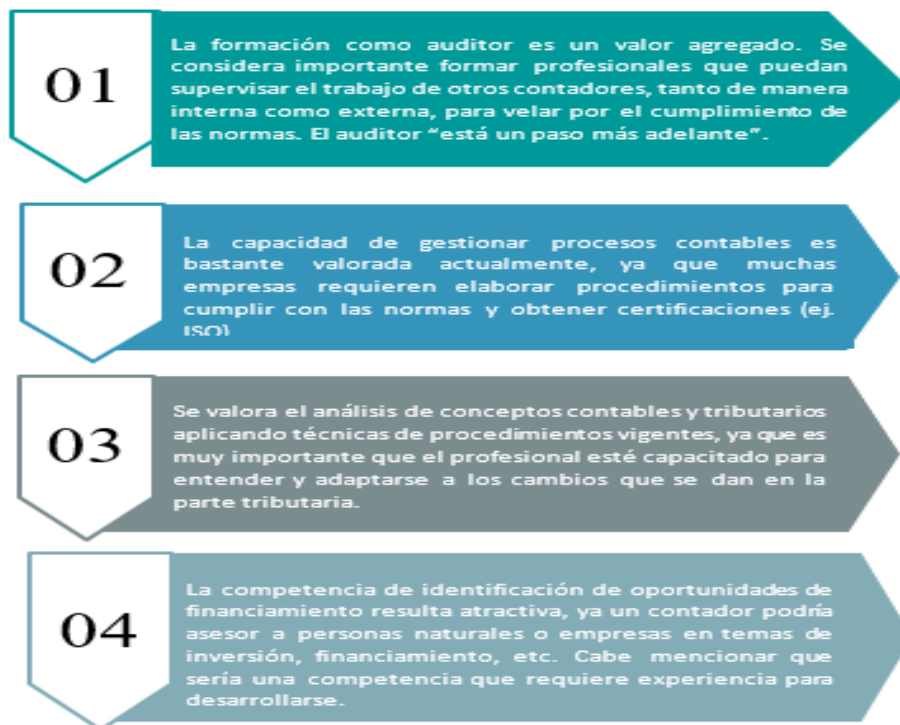 01
La formación como auditor es un valor agregado. Se
considera importante formar profesionales que puedan
supervisar el trabajo de otros contadores, tanto de manera
interna como externa, para velar por el cumplimiento de
las normas. El auditor “está un paso más adelante”.
02
La capacidad de gestionar procesos contables es
bastante valorada actualmente, ya que muchas
empresas requieren elaborar procedimientos para
cumplir con las normas y obtener certificaciones (ej.
ISO)
03
Se valora el análisis de conceptos contables y tributarios
aplicando técnicas de procedimientos vigentes, ya que es
muy importante que el profesional esté capacitado para
entender y adaptarse a los cambios que se dan en la
parte tributaria.
04
La competencia de identificación de oportunidades de
financiamiento resulta atractiva, ya un contador podría
asesor a personas naturales o empresas en temas de
inversión, financiamiento, etc. Cabe mencionar que
sería una competencia que requiere experiencia para
desarrollarse.